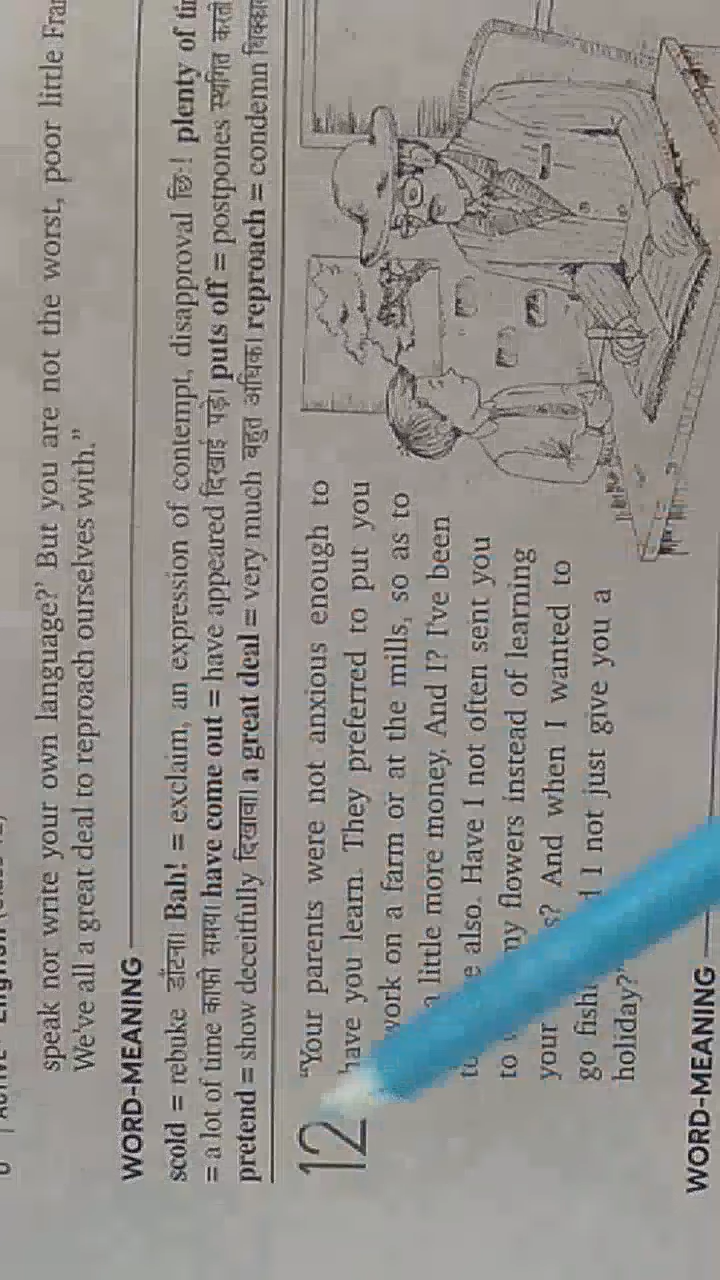 speak nor write your own language?' But you are not the worst, poor little
We've all a great deal to reproach ourselves with."
WORD-MEANING
scold = rebuke डाँटना। Bah! = exclaim, an expression of contempt, disapproval छिः! plenty of
= a lot of time काफी समय। have come out = have appeared दिखाई पड़े। puts off = postpones स्थगित
pretend = show deceitfully दिखावा। a great deal = very much बहुत अधिक। reproach = condemn
12
"Your parents were not anxious enough to
have you learn. They preferred to put you
work on a farm or at the mills, so as to
a little more money. And I? I've been
also. Have I not often sent you
to my flowers instead of learning
your And when I wanted to
go I not just give you a
holiday?"
WORD-MEANING